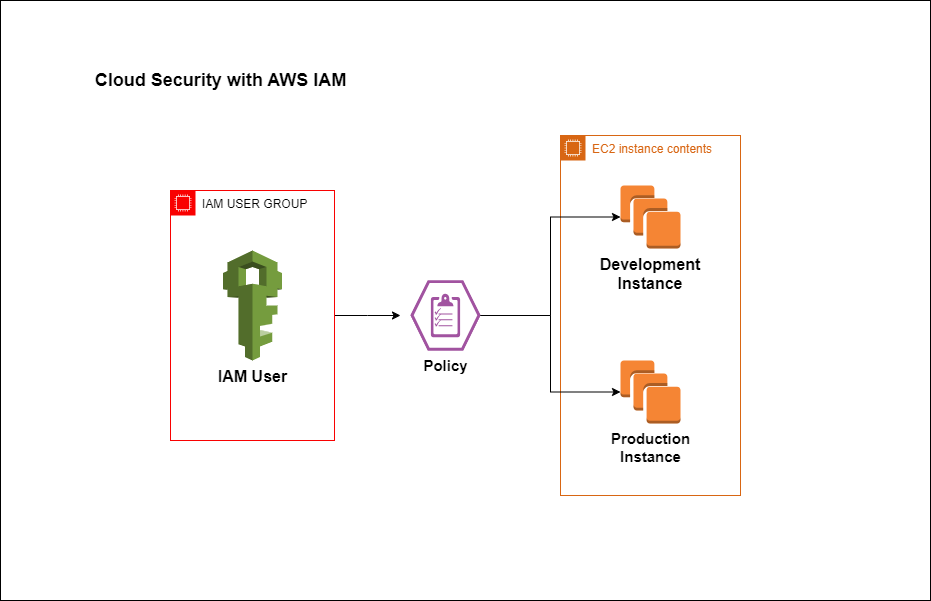 Cloud Security with AWS IAM
EC2 instance contents
IAM USER GROUP
Development
Instance
IAM User
Policy
Production
Instance